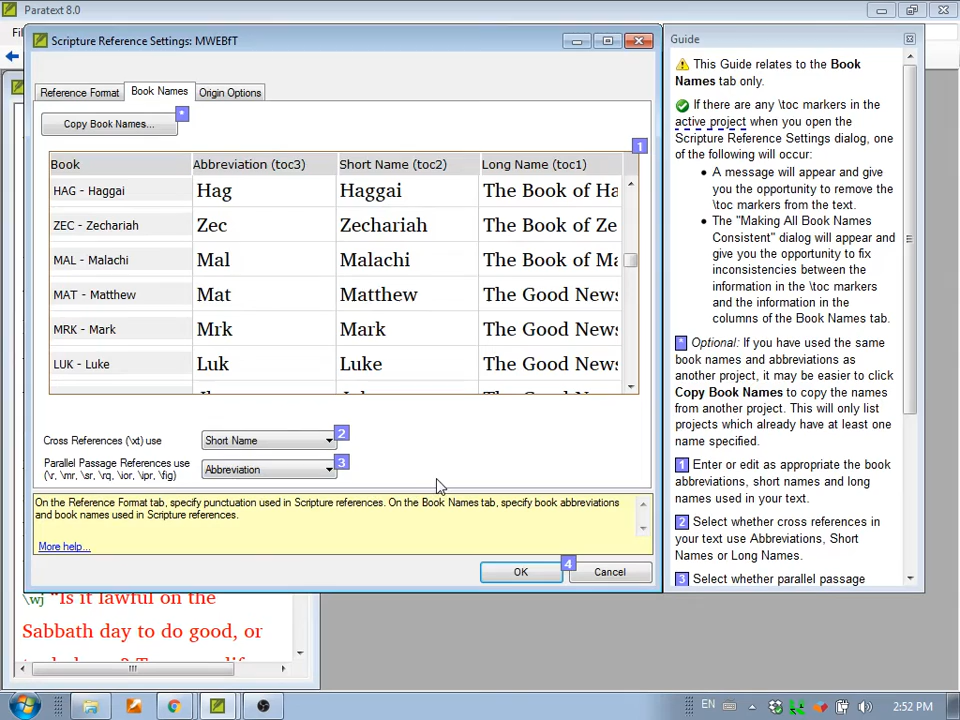 Paratext 8.0
Scripture Reference Settings: MWEBfT
Reference Format
Book Names
Origin Options
Copy Book Names...
*
1
Book
Abbreviation (toc3)
Short Name (toc2)
Long Name (toc1)
HAG - Haggai
Hag
Haggai
The Book of Ha
ZEC - Zechariah
Zec
Zechariah
The Book of Ze
MAL - Malachi
Mal
Malachi
The Book of Ma
MAT - Matthew
Mat
Matthew
The Good News
MRK - Mark
Mrk
Mark
The Good News
LUK - Luke
Luk
Luke
The Good News
Cross References (\xt) use
Short Name
2
Parallel Passage References use
(\r, \mr, \sr, \rq, \ior, \ipr, \fig)
Abbreviation
3
On the Reference Format tab, specify punctuation used in Scripture references. On the Book Names tab, specify book abbreviations
and book names used in Scripture references.
More help...
4
OK
Cancel
\wj "Is it lawful on the
Sabbath day to do good, or
Guide
This Guide relates to the Book
Names tab only.
If there are any \toc markers in the
active project when you open the
Scripture Reference Settings dialog, one
of the following will occur:
• A message will appear and give
you the opportunity to remove the
\toc markers from the text.
• The "Making All Book Names
Consistent" dialog will appear and
give you the opportunity to fix
inconsistencies between the
information in the \toc markers
and the information in the
columns of the Book Names tab.
* Optional: If you have used the same
book names and abbreviations as
another project, it may be easier to click
Copy Book Names to copy the names
from another project. This will only list
projects which already have at least one
name specified.
1 Enter or edit as appropriate the book
abbreviations, short names and long
names used in your text.
2 Select whether cross references in
your text use Abbreviations, Short
Names or Long Names.
3 Select whether parallel passage
EN
2:52 PM